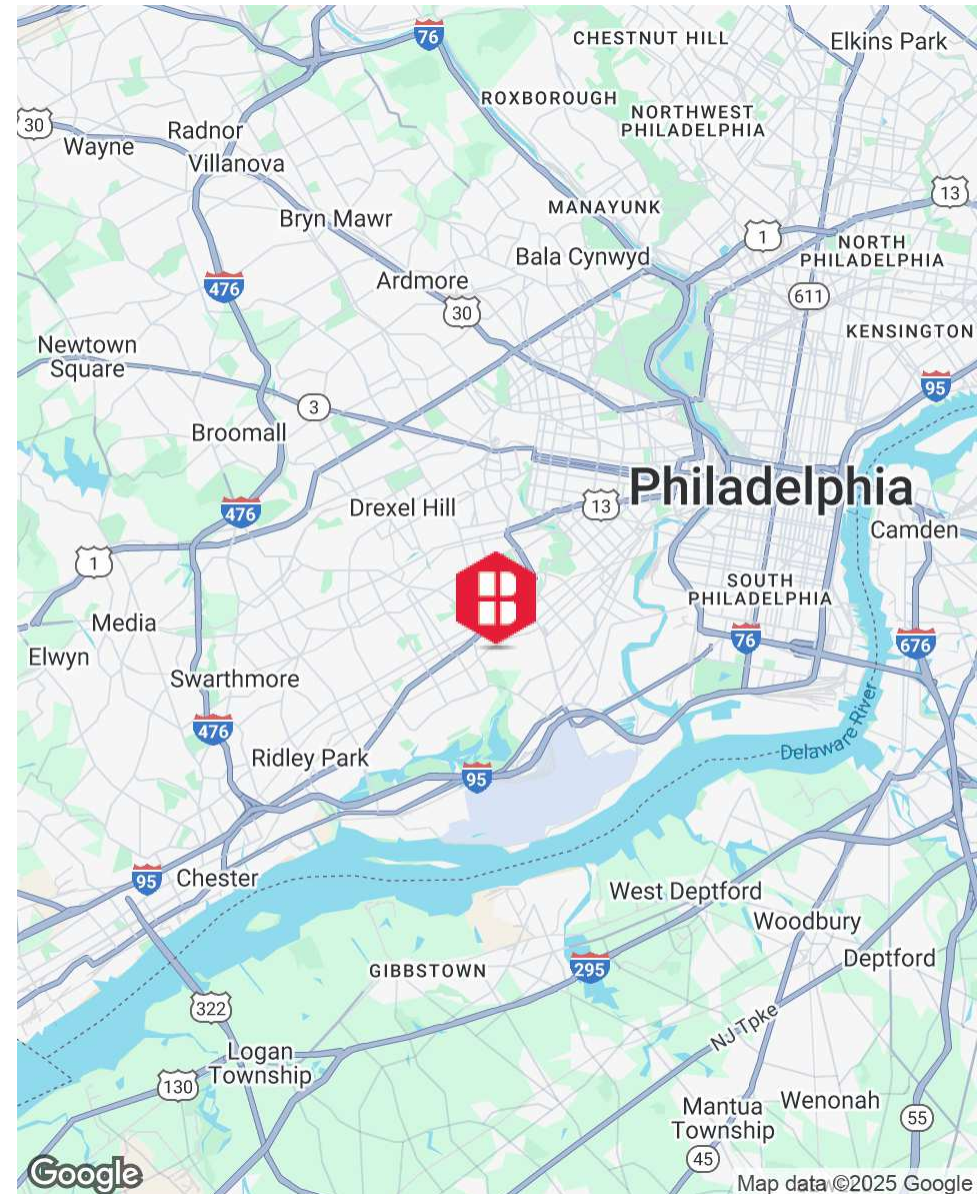 76
CHESTNUT HILL
Elkins Park
ROXBOROUGH
30
Wayne
Radnor
Villanova
NORTHWEST
PHILADELPHIA
13
Bryn Mawr
MANAYUNK
1
NORTH
PHILADELPHIA
Bala Cynwyd
476
Ardmore
30
611
KENSINGTON
Newtown
Square
95
3
Broomall
Philadelphia
476
Drexel Hill
13
Camden
1
B
SOUTH
PHILADELPHIA
Media
76
676
Elwyn
Swarthmore
476
Delaware River
Ridley Park
95
95
Chester
West Deptford
Woodbury
Deptford
GIBBSTOWN
295
322
NJ Tpke
Logan
Township
130
Mantua
Township
Wenonah
55
45
Google
Map data ©2025 Google